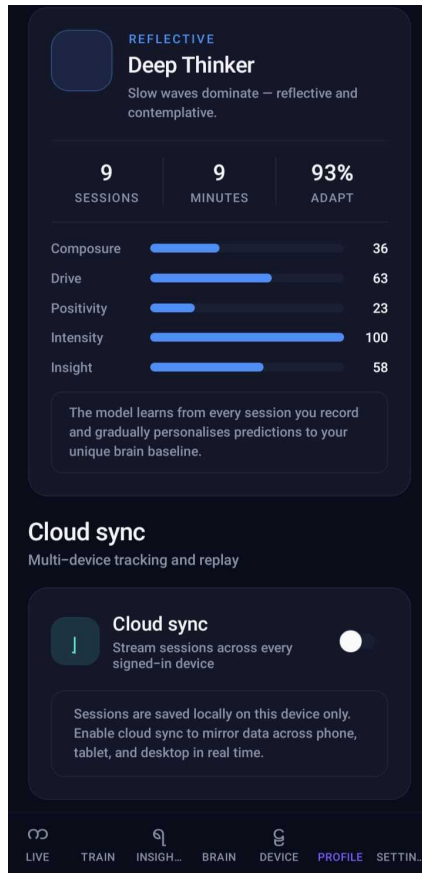 REFLECTIVE
Deep Thinker
Slow waves dominate — reflective and
contemplative.
9
9
93%
SESSIONS
MINUTES
ADAPT
Composure 36
Drive 63
Positivity 23
Intensity 100
Insight 58
The model learns from every session you record
and gradually personalises predictions to your
unique brain baseline.
Cloud sync
Multi-device tracking and replay
Cloud sync
Stream sessions across every
signed-in device
Sessions are saved locally on this device only.
Enable cloud sync to mirror data across phone,
tablet, and desktop in real time.
LIVE TRAIN INSIGH... BRAIN DEVICE PROFILE SETTIN...